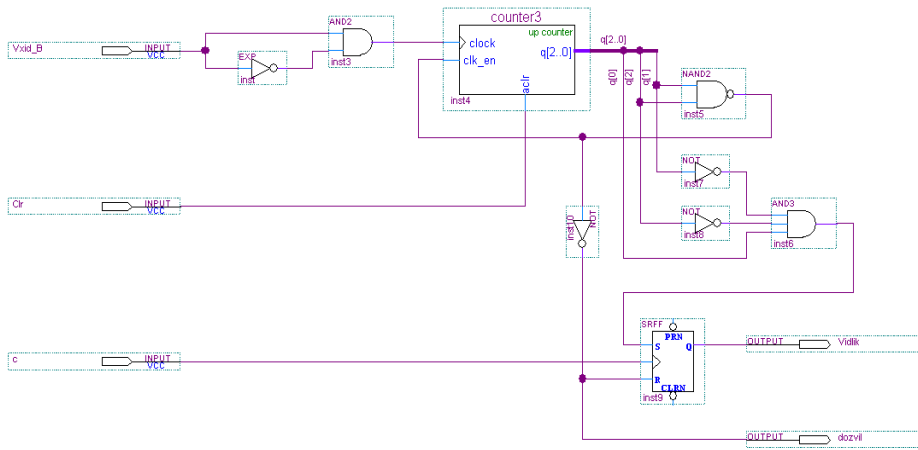 counter3
up counter
clock
clk_en
q[2..0]
aclr
inst4
Vxid_B
INPUT
VCC
EXP
inst
AND2
inst3
q[2..0]
q[0]
q[2]
q[1]
NAND2
inst5
Clr
INPUT
VCC
NOT
inst7
NOT
inst8
AND3
inst6
inst10
NOT
c
INPUT
VCC
SRFF
PRN
S
Q
R
CLRN
inst9
OUTPUT
Vidlik
OUTPUT
dozvil